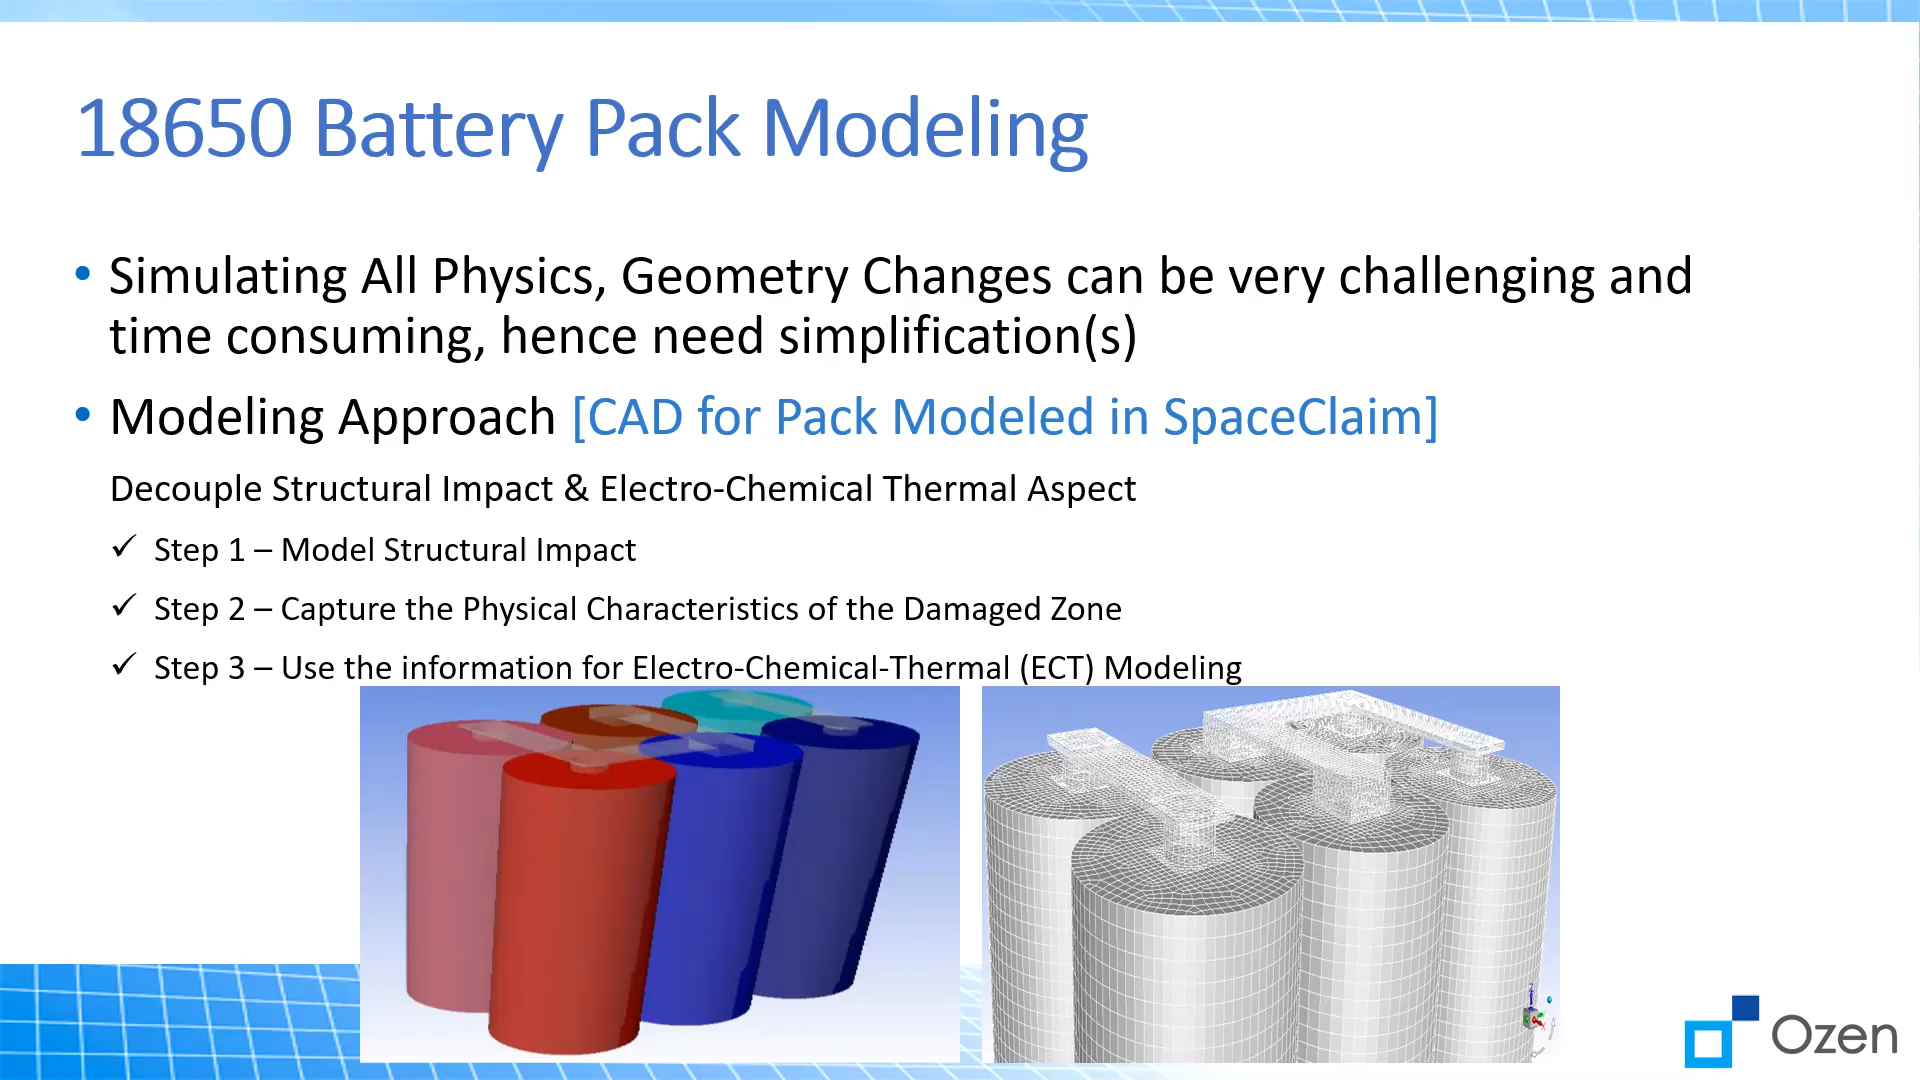 18650 Battery Pack Modeling
• Simulating All Physics, Geometry Changes can be very challenging and
time consuming, hence need simplification(s)
• Modeling Approach [CAD for Pack Modeled in SpaceClaim]
Decouple Structural Impact & Electro-Chemical Thermal Aspect
✓ Step 1 – Model Structural Impact
✓ Step 2 – Capture the Physical Characteristics of the Damaged Zone
✓ Step 3 – Use the information for Electro-Chemical-Thermal (ECT) Modeling
Ozen